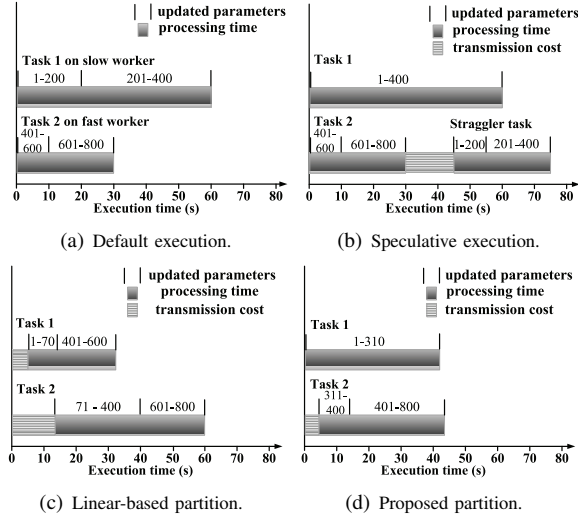 updated parameters
processing time
Task 1 on slow worker
1-200 201-400
Task 2 on fast worker
401-
600 601-800
0 10 20 30 40 50 60 70 80
Execution time (s)
(a) Default execution.
updated parameters
processing time
transmission cost
Task 1
1-400
Task 2 Straggler task
401-
600 601-800 1-200 201-400
0 10 20 30 40 50 60 70 80
Execution time (s)
(b) Speculative execution.
updated parameters
processing time
transmission cost
Task 1
1-70 401-600
Task 2
71 - 400 601-800
0 10 20 30 40 50 60 70 80
Execution time (s)
(c) Linear-based partition.
updated parameters
processing time
transmission cost
Task 1
1-310
Task 2
311-
400 401-800
0 10 20 30 40 50 60 70 80
Execution time (s)
(d) Proposed partition.